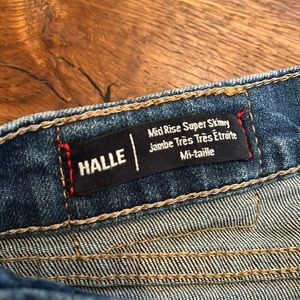 HALLE
Mid Rise Super Skinny
Jambe Très Très Étroite
Mi-taille